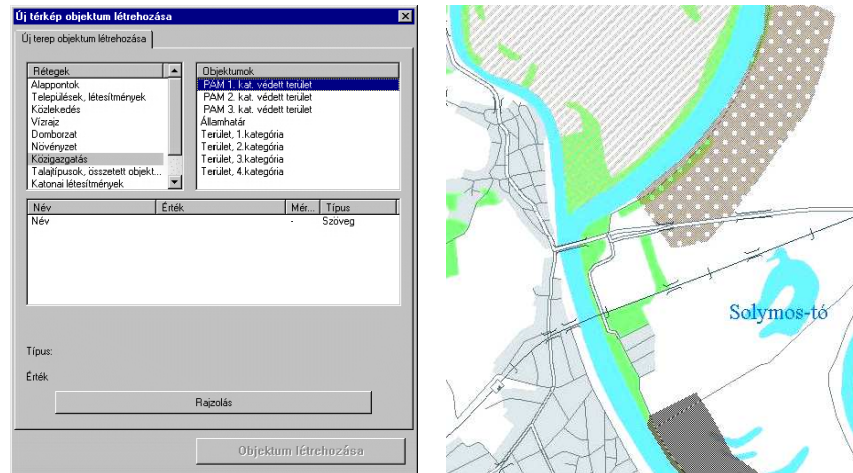 Új térkép objektum létrehozása
Új terep objektum létrehozása
Rétegek
Alappontok
Települések, létesítmények
Közlekedés
Vízrajz
Domborzat
Növényzet
Közigazgatás
Talajtípusok, összetett objekt...
Katonai létesítmények
Objektumok
PAM 1. kat. védett terület
PAM 2. kat. védett terület
PAM 3. kat. védett terület
Államhatár
Terület, 1.kategória
Terület, 2.kategória
Terület, 3.kategória
Terület, 4.kategória
Név Érték Mér... Típus
Név - Szöveg
Típus:
Érték
Rajzolás
Objektum létrehozása
Solymos-tó